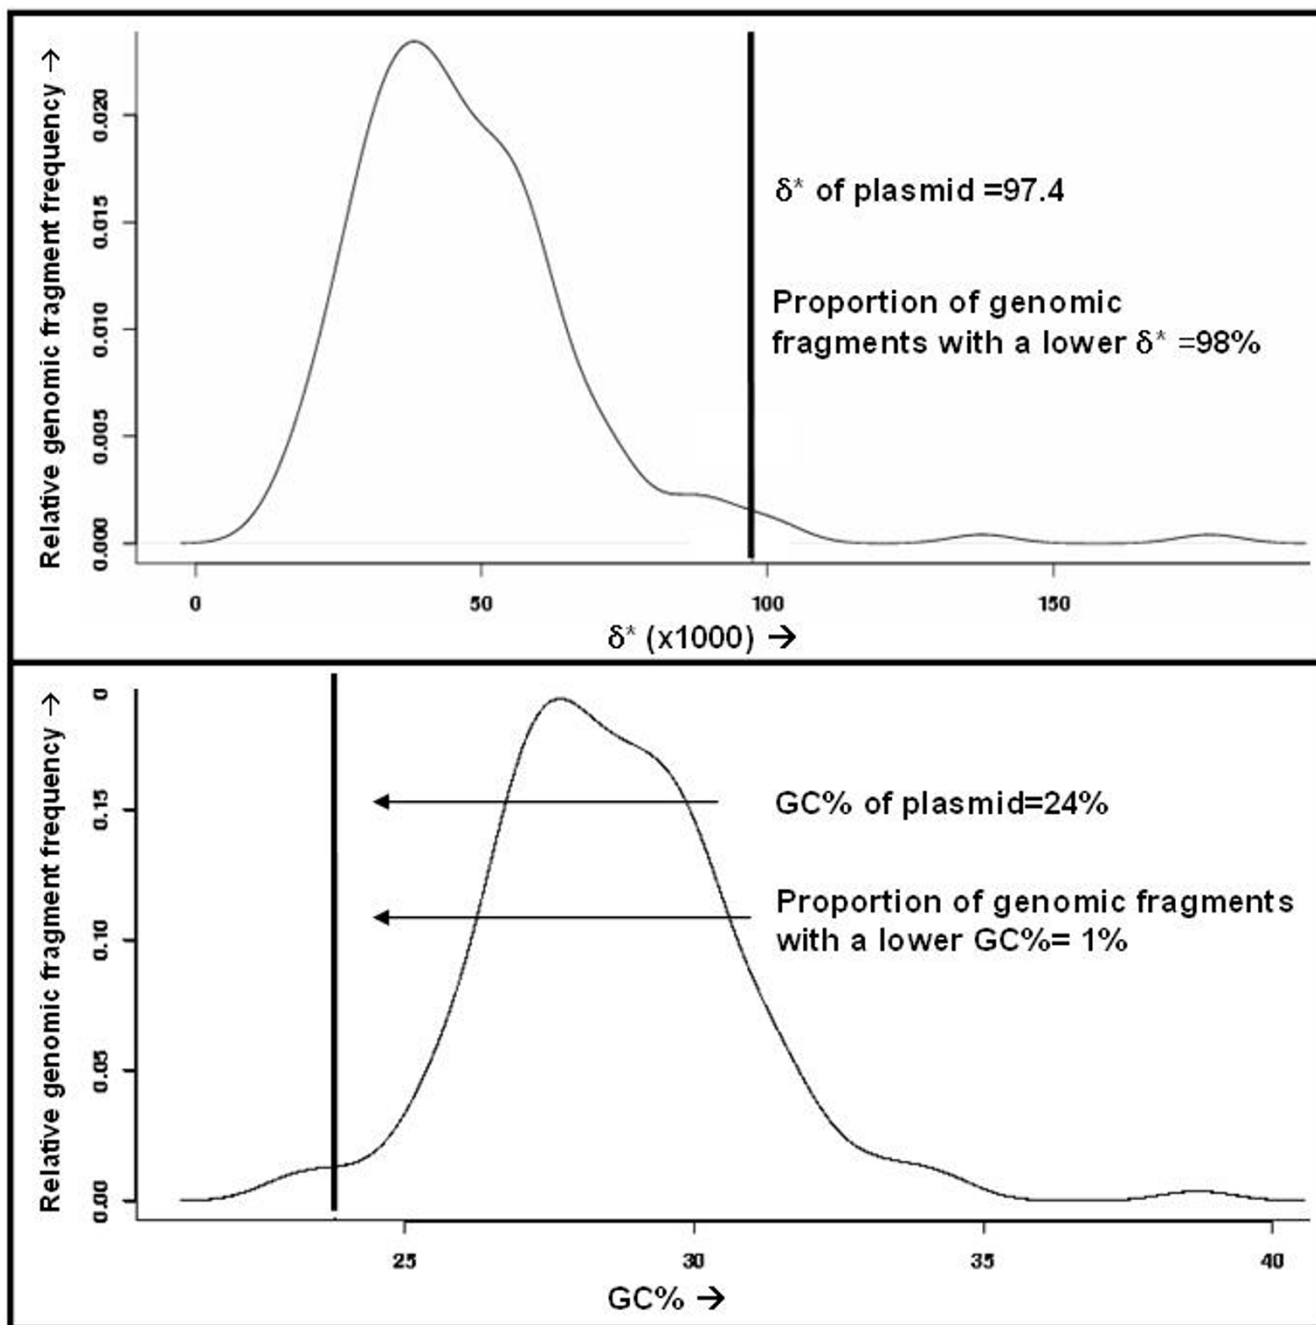 Relative genomic fragment frequency →
0.020
0.015
0.010
0.005
0.000
δ* of plasmid =97.4
Proportion of genomic
fragments with a lower δ* =98%
0
50
100
150
δ* (x1000) →
Relative genomic fragment frequency →
0
0.15
0.10
0.05
0.00
GC% of plasmid=24%
Proportion of genomic fragments
with a lower GC%= 1%
25
30
35
40
GC% →